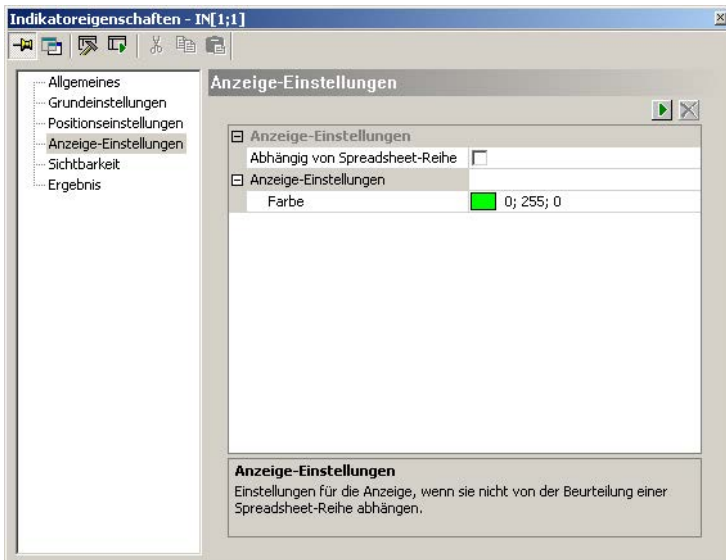 Indikatoreigenschaften - IN[1;1]
Allgemeines
Grundeinstellungen
Positionseinstellungen
Anzeige-Einstellungen
Sichtbarkeit
Ergebnis
Anzeige-Einstellungen
Anzeige-Einstellungen
Abhängig von Spreadsheet-Reihe
Anzeige-Einstellungen
Farbe 0; 255; 0
Anzeige-Einstellungen
Einstellungen für die Anzeige, wenn sie nicht von der Beurteilung einer
Spreadsheet-Reihe abhängen.